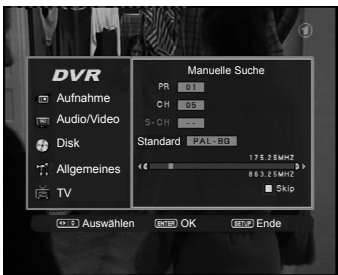 DVR
Aufnahme
Audio/Video
Disk
Allgemeines
TV
Manuelle Suche
PR 01
CH 05
S-CH --
Standard PAL-BG
175.25MHZ
863.25MHZ
Skip
Auswählen ENTER OK SETUP Ende